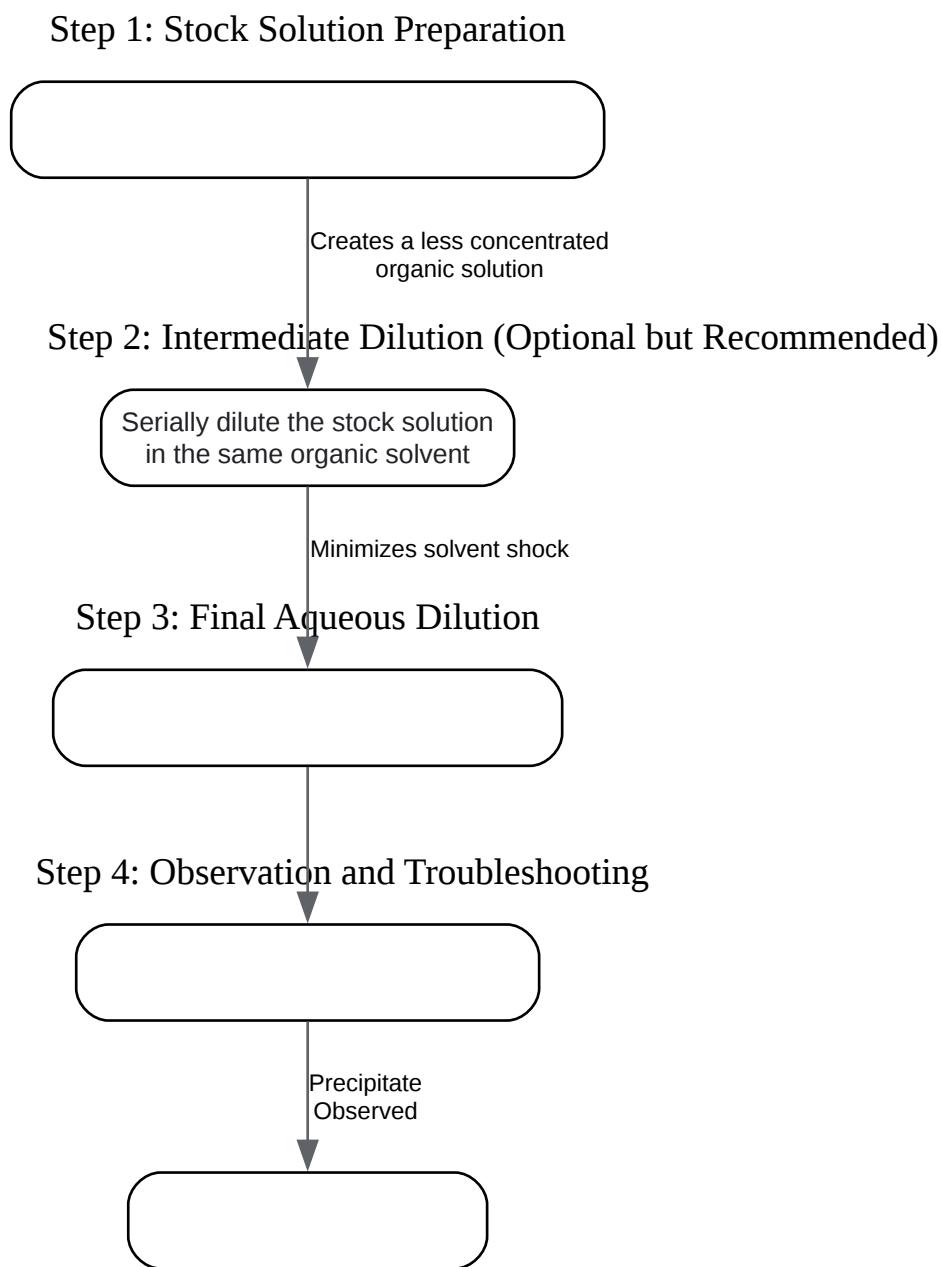 Step 1: Stock Solution Preparation
Creates a less concentrated
organic solution
Step 2: Intermediate Dilution (Optional but Recommended)
Serially dilute the stock solution
in the same organic solvent
Minimizes solvent shock
Step 3: Final Aqueous Dilution
Step 4: Observation and Troubleshooting
Precipitate
Observed